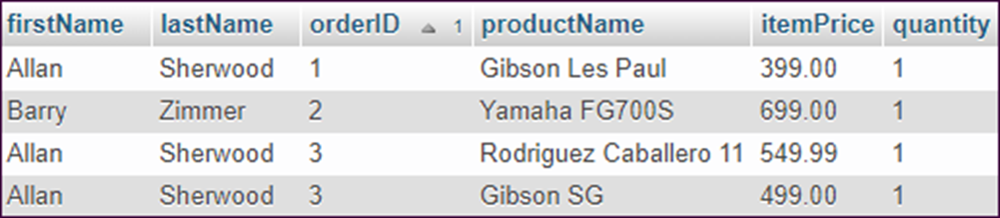 firstName lastName orderID 1 productName itemPrice quantity
Allan Sherwood 1 Gibson Les Paul 399.00 1
Barry Zimmer 2 Yamaha FG700S 699.00 1
Allan Sherwood 3 Rodriguez Caballero 11 549.99 1
Allan Sherwood 3 Gibson SG 499.00 1